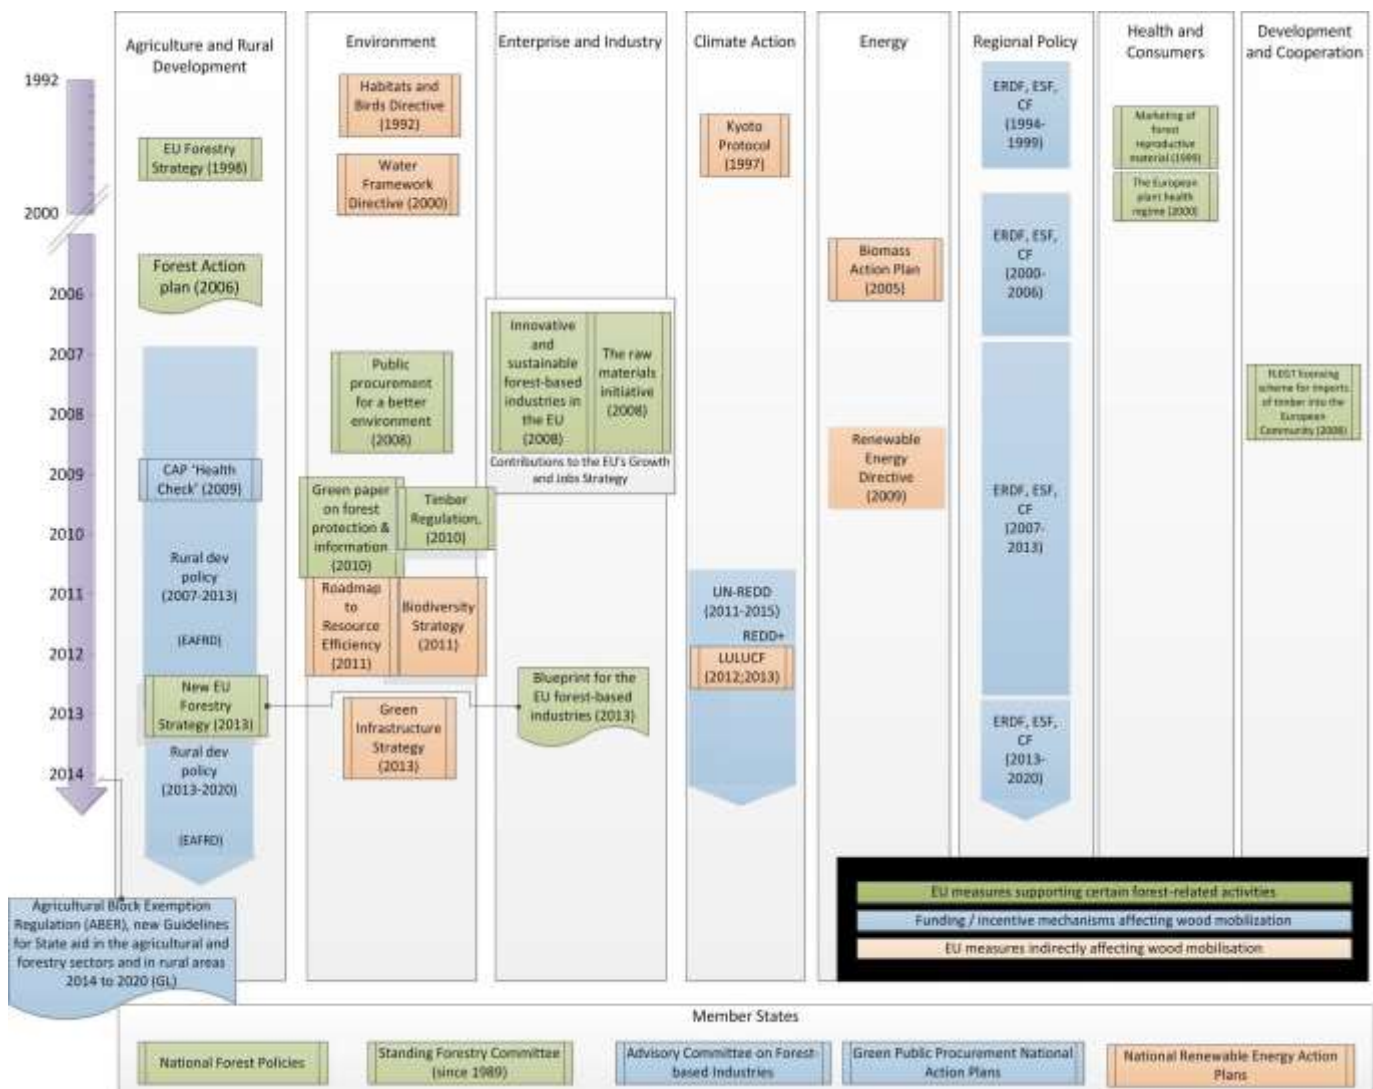 Agriculture and Rural
Development
Environment
Enterprise and Industry
Climate Action
Energy
Regional Policy
Health and
Consumers
Development
and Cooperation
1992
2000
2006
2007
2008
2009
2010
2011
2012
2013
2014
EU Forestry
Strategy (1998)
Forest Action
plan (2006)
CAP 'Health
Check' (2009)
Rural dev
policy
(2007-2013)
(EAFRD)
New EU
Forestry
Strategy (2013)
Rural dev
policy
(2013-2020)
(EAFRD)
Agricultural Block Exemption
Regulation (ABER), new Guidelines
for State aid in the agricultural and
forestry sectors and in rural areas
2014 to 2020 (GL)
Habitats and
Birds Directive
(1992)
Water
Framework
Directive (2000)
Public
procurement
for a better
environment
(2008)
Green paper
on forest
protection &
information
(2010)
Timber
Regulation,
(2010)
Roadmap
to
Resource
Efficiency
(2011)
Biodiversity
Strategy
(2011)
Green
Infrastructure
Strategy
(2013)
Innovative
and
sustainable
forest-based
industries in
the EU
(2008)
The raw
materials
initiative
(2008)
Contributions to the EU's Growth
and Jobs Strategy
Blueprint for the
EU forest-based
industries (2013)
Kyoto
Protocol
(1997)
UN-REDD
(2011-2015)
REDD+
LULUCF
(2012;2013)
Biomass
Action Plan
(2005)
Renewable
Energy
Directive
(2009)
ERDF, ESF,
CF
(1994-
1999)
ERDF, ESF,
CF
(2000-
2006)
ERDF, ESF,
CF
(2007-
2013)
ERDF, ESF,
CF
(2013-
2020)
Marketing of
forest
reproductive
material (1999)
The European
plant health
regime (2000)
FLEGT licensing
scheme for imports
of timber into the
European
Community (2008)
EU measures supporting certain forest-related activities
Funding / incentive mechanisms affecting wood mobilization
EU measures indirectly affecting wood mobilisation
Member States
National Forest Policies
Standing Forestry Committee
(since 1989)
Advisory Committee on Forest-
based Industries
Green Public Procurement National
Action Plans
National Renewable Energy Action
Plans